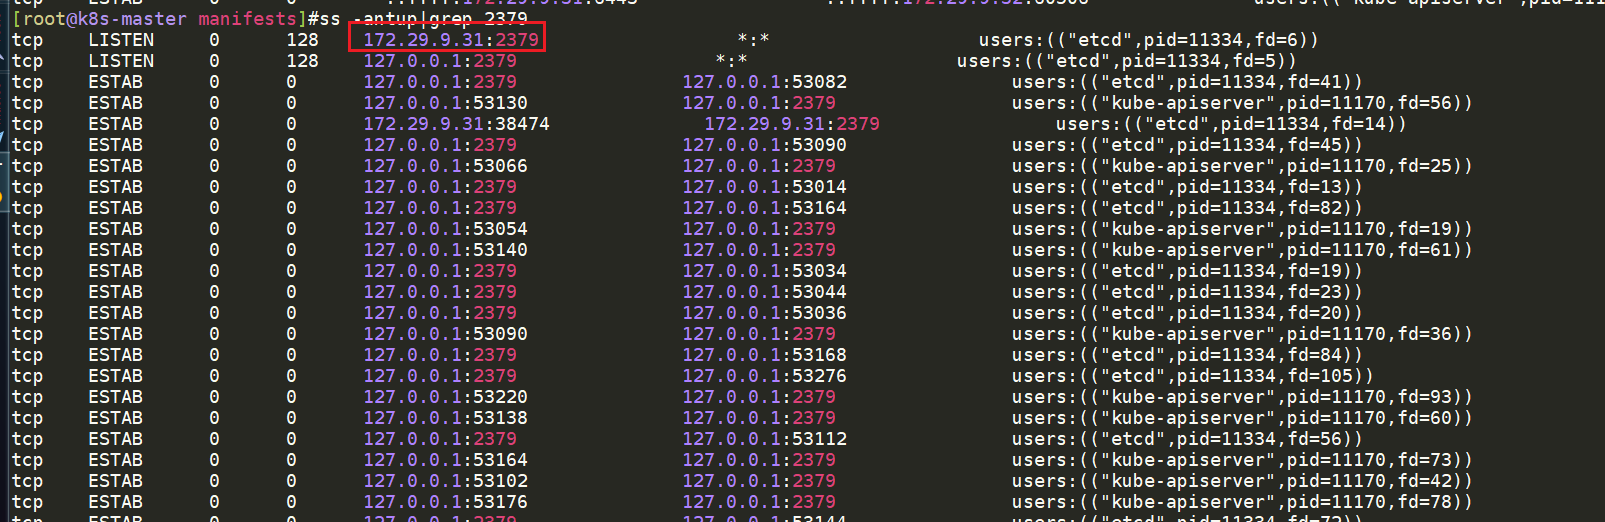 [root@k8s-master manifests]#ss -antup|grep 2379
tcp LISTEN 0 128 172.29.9.31:2379 *:* users:(("etcd",pid=11334,fd=6))
tcp LISTEN 0 128 127.0.0.1:2379 *:* users:(("etcd",pid=11334,fd=5))
tcp ESTAB 0 0 127.0.0.1:2379 127.0.0.1:53082 users:(("etcd",pid=11334,fd=41))
tcp ESTAB 0 0 127.0.0.1:53130 127.0.0.1:2379 users:(("kube-apiserver",pid=11170,fd=56))
tcp ESTAB 0 0 172.29.9.31:38474 172.29.9.31:2379 users:(("etcd",pid=11334,fd=14))
tcp ESTAB 0 0 127.0.0.1:2379 127.0.0.1:53090 users:(("etcd",pid=11334,fd=45))
tcp ESTAB 0 0 127.0.0.1:53066 127.0.0.1:2379 users:(("kube-apiserver",pid=11170,fd=25))
tcp ESTAB 0 0 127.0.0.1:2379 127.0.0.1:53014 users:(("etcd",pid=11334,fd=13))
tcp ESTAB 0 0 127.0.0.1:2379 127.0.0.1:53164 users:(("etcd",pid=11334,fd=82))
tcp ESTAB 0 0 127.0.0.1:53054 127.0.0.1:2379 users:(("kube-apiserver",pid=11170,fd=19))
tcp ESTAB 0 0 127.0.0.1:53140 127.0.0.1:2379 users:(("kube-apiserver",pid=11170,fd=61))
tcp ESTAB 0 0 127.0.0.1:2379 127.0.0.1:53034 users:(("etcd",pid=11334,fd=19))
tcp ESTAB 0 0 127.0.0.1:2379 127.0.0.1:53044 users:(("etcd",pid=11334,fd=23))
tcp ESTAB 0 0 127.0.0.1:2379 127.0.0.1:53036 users:(("etcd",pid=11334,fd=20))
tcp ESTAB 0 0 127.0.0.1:53090 127.0.0.1:2379 users:(("kube-apiserver",pid=11170,fd=36))
tcp ESTAB 0 0 127.0.0.1:2379 127.0.0.1:53168 users:(("etcd",pid=11334,fd=84))
tcp ESTAB 0 0 127.0.0.1:2379 127.0.0.1:53276 users:(("etcd",pid=11334,fd=105))
tcp ESTAB 0 0 127.0.0.1:53220 127.0.0.1:2379 users:(("kube-apiserver",pid=11170,fd=93))
tcp ESTAB 0 0 127.0.0.1:53138 127.0.0.1:2379 users:(("kube-apiserver",pid=11170,fd=60))
tcp ESTAB 0 0 127.0.0.1:2379 127.0.0.1:53112 users:(("etcd",pid=11334,fd=56))
tcp ESTAB 0 0 127.0.0.1:53164 127.0.0.1:2379 users:(("kube-apiserver",pid=11170,fd=73))
tcp ESTAB 0 0 127.0.0.1:53102 127.0.0.1:2379 users:(("kube-apiserver",pid=11170,fd=42))
tcp ESTAB 0 0 127.0.0.1:53176 127.0.0.1:2379 users:(("kube-apiserver",pid=11170,fd=78))
tcp ESTAB 0 0 127.0.0.1:2379 127.0.0.1:53144 users:(("etcd",pid=11334,fd=72))